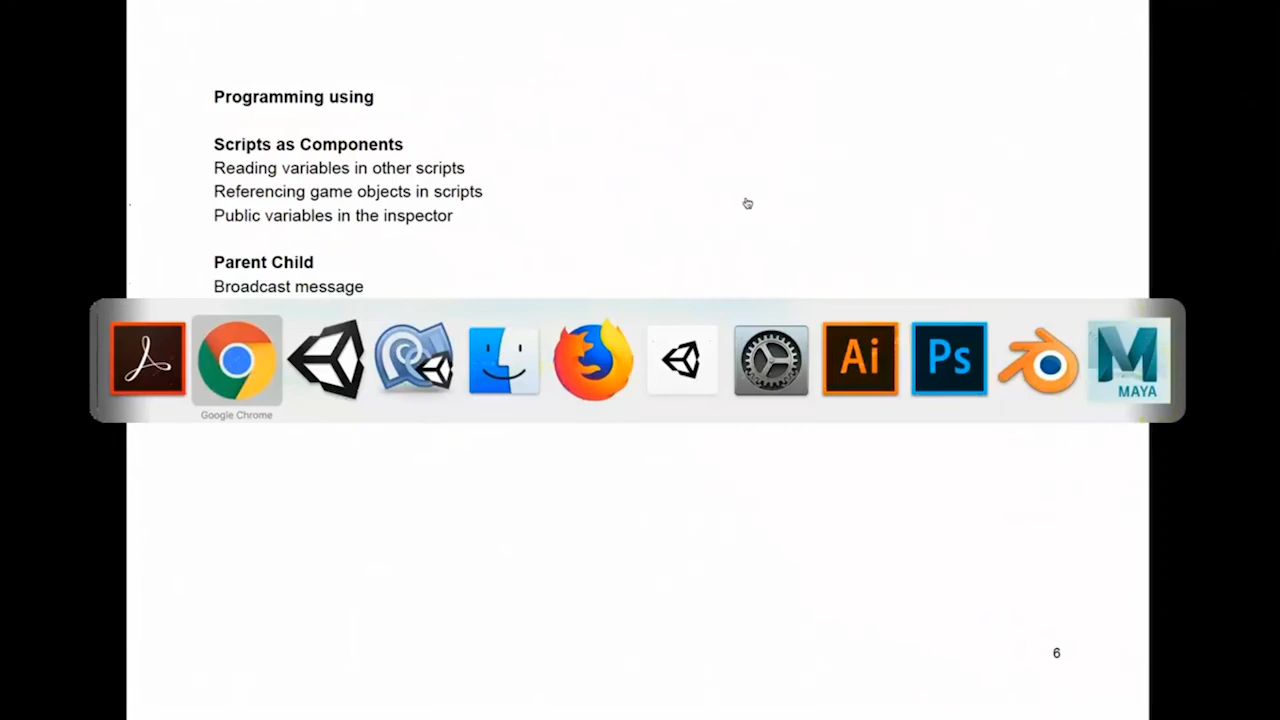 Programming using
Scripts as Components
Reading variables in other scripts
Referencing game objects in scripts
Public variables in the inspector
Parent Child
Broadcast message
Ai
Ps
MAYA
Google Chrome
6